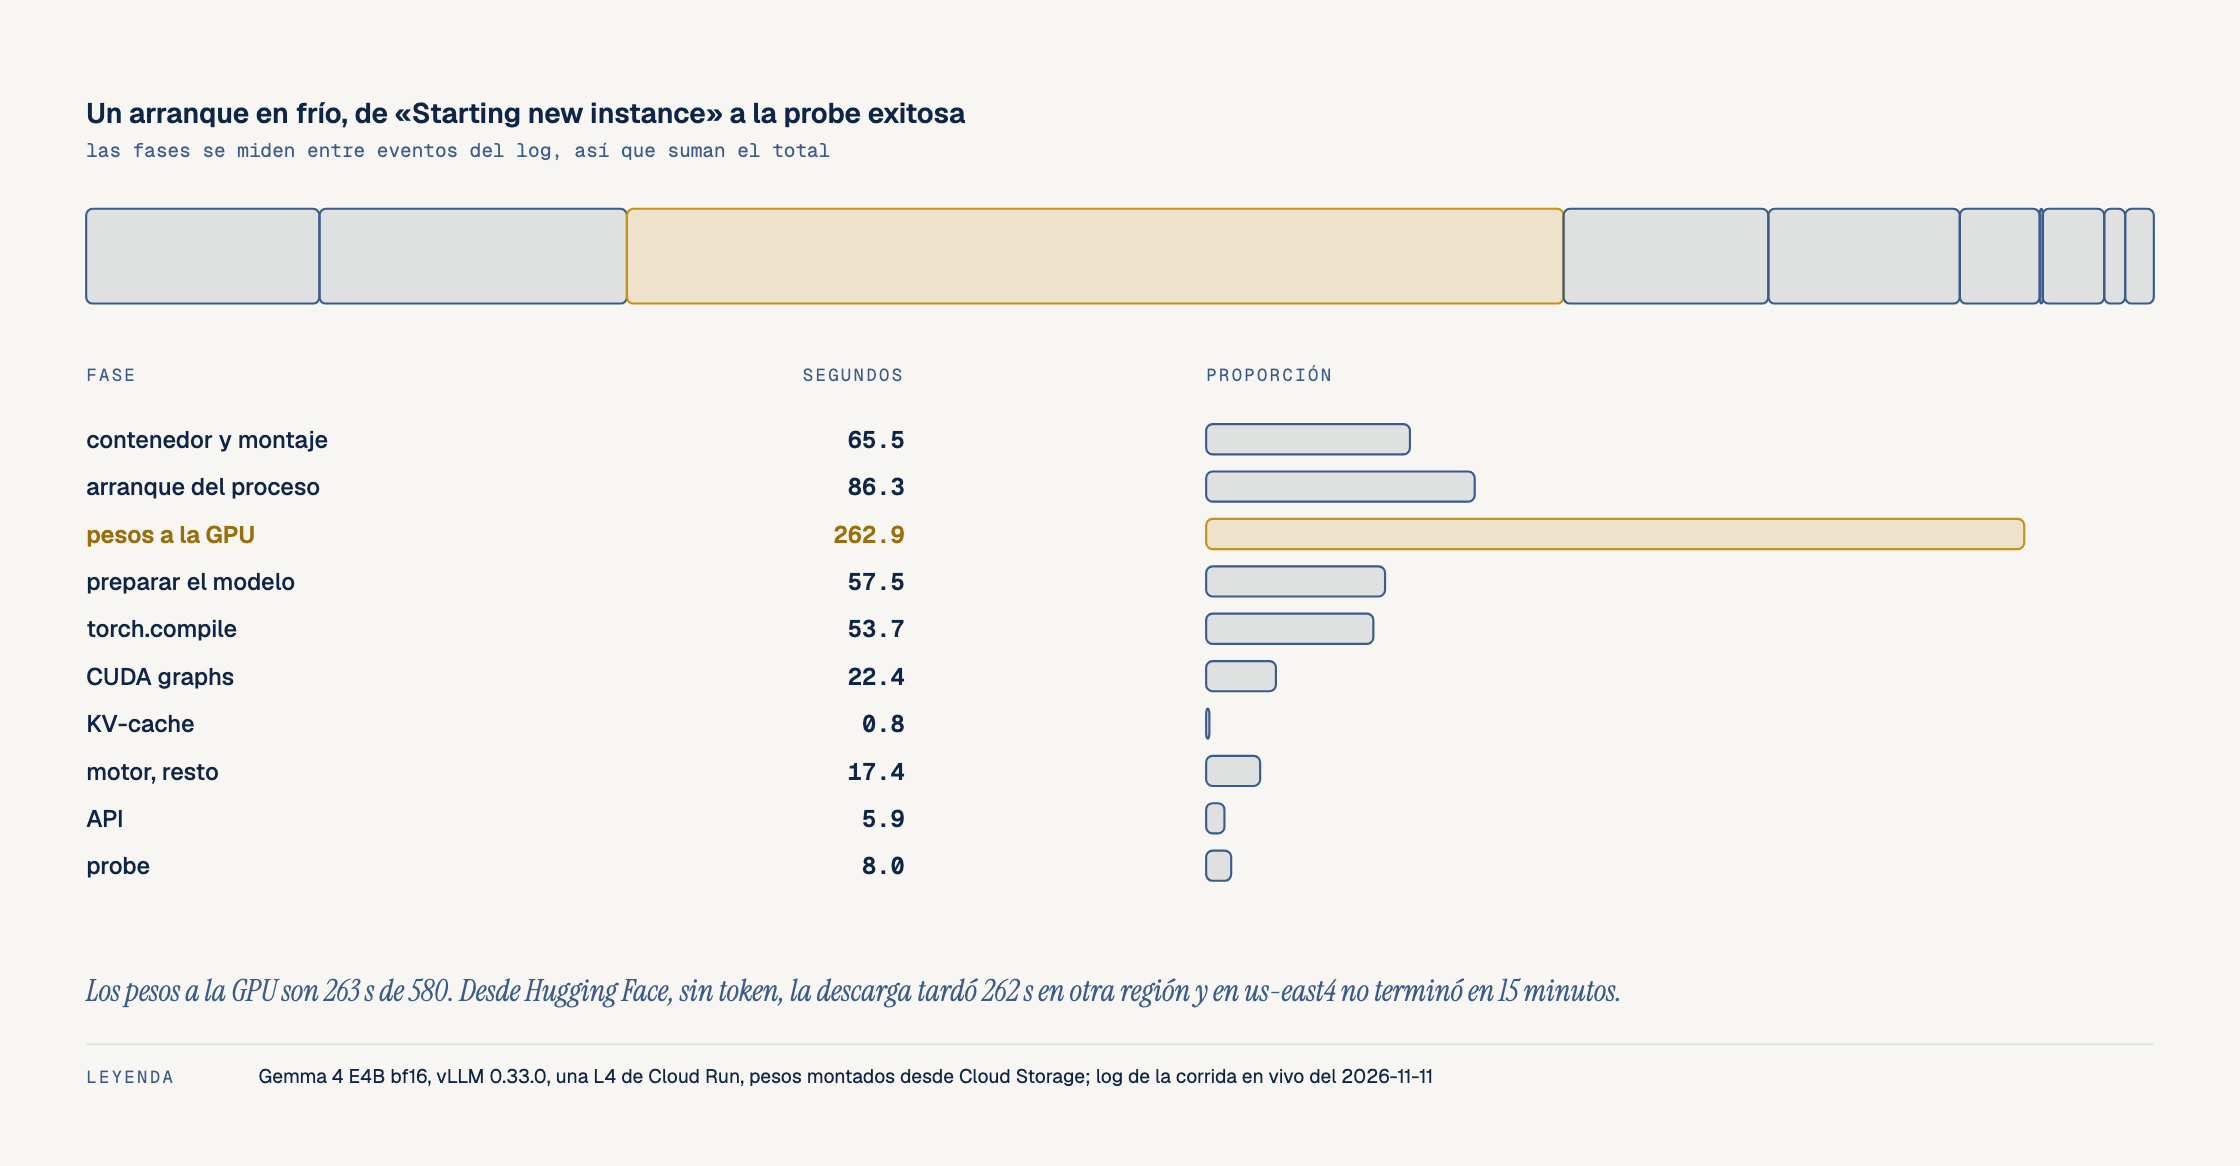 Un arranque en frío, de «Starting new instance» a la probe exitosa
las fases se miden entre eventos del log, así que suman el total
FASE SEGUNDOS PROPORCIÓN
contenedor y montaje 65.5
arranque del proceso 86.3
pesos a la GPU 262.9
preparar el modelo 57.5
torch.compile 53.7
CUDA graphs 22.4
KV-cache 0.8
motor, resto 17.4
API 5.9
probe 8.0
Los pesos a la GPU son 263 s de 580. Desde Hugging Face, sin token, la descarga tardó 262 s en otra región y en us-east4 no terminó en 15 minutos.
LEYENDA Gemma 4 E4B bf16, vLLM 0.33.0, una L4 de Cloud Run, pesos montados desde Cloud Storage; log de la corrida en vivo del 2026-11-11